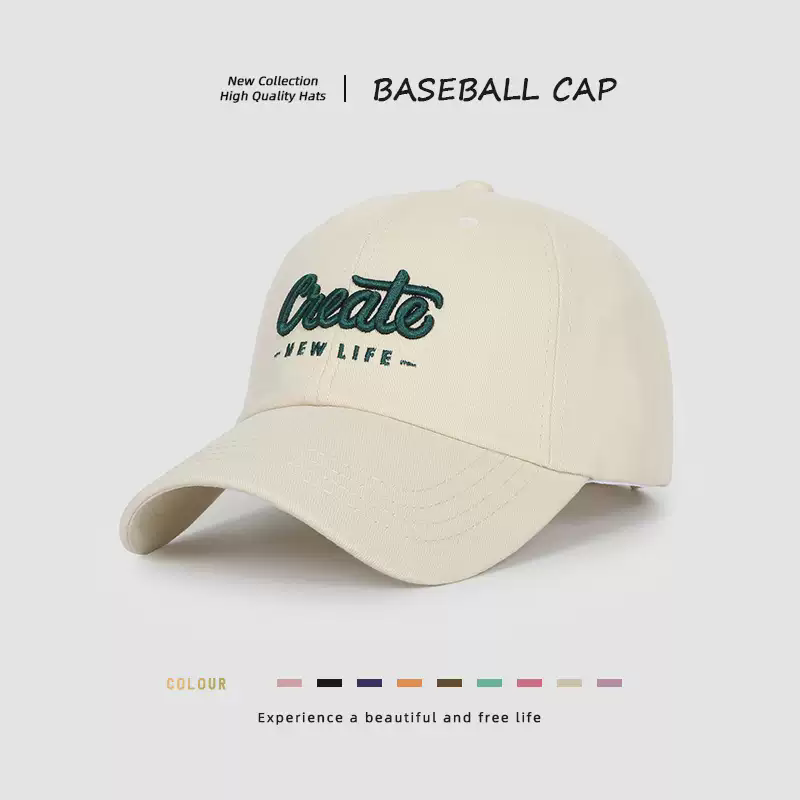 New Collection
High Quality Hats
BASEBALL CAP
Create
NEW LIFE
COLOUR
Experience a beautiful and free life